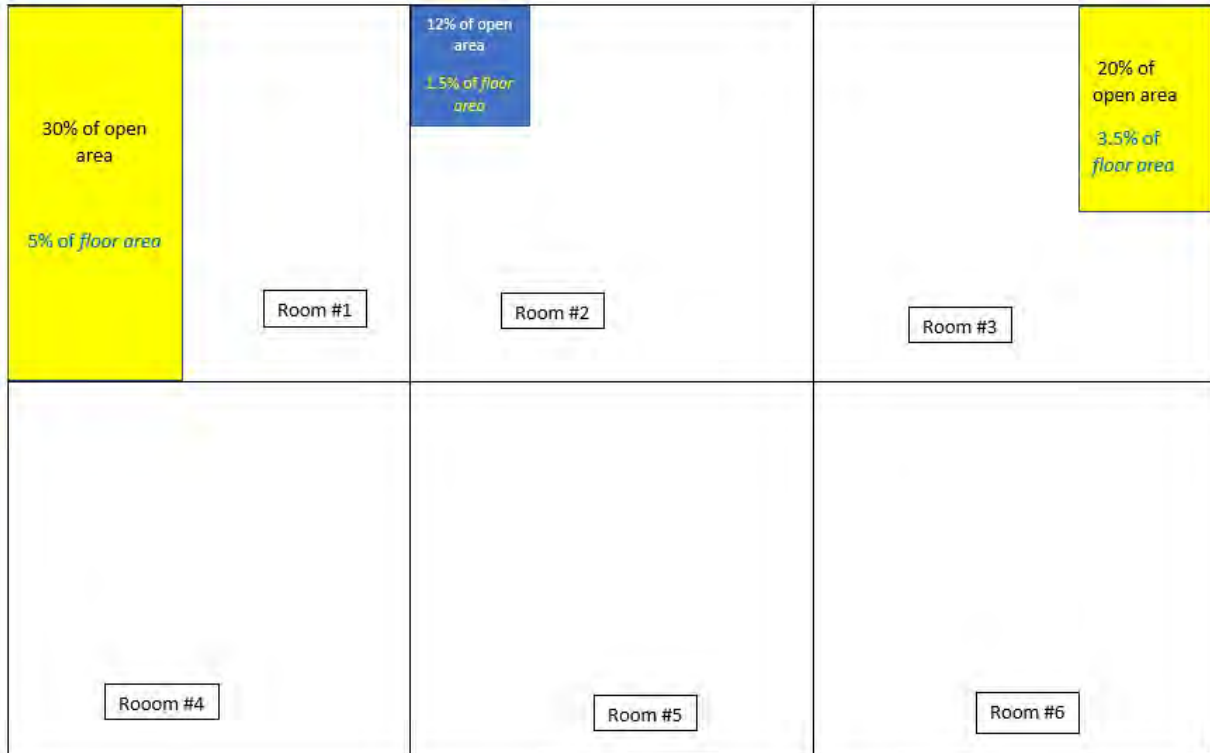 30% of open
area
5% of floor area
Room #1
12% of open
area
1.5% of floor
area
Room #2
20% of
open area
3.5% of
floor area
Room #3
Rooom #4
Room #5
Room #6